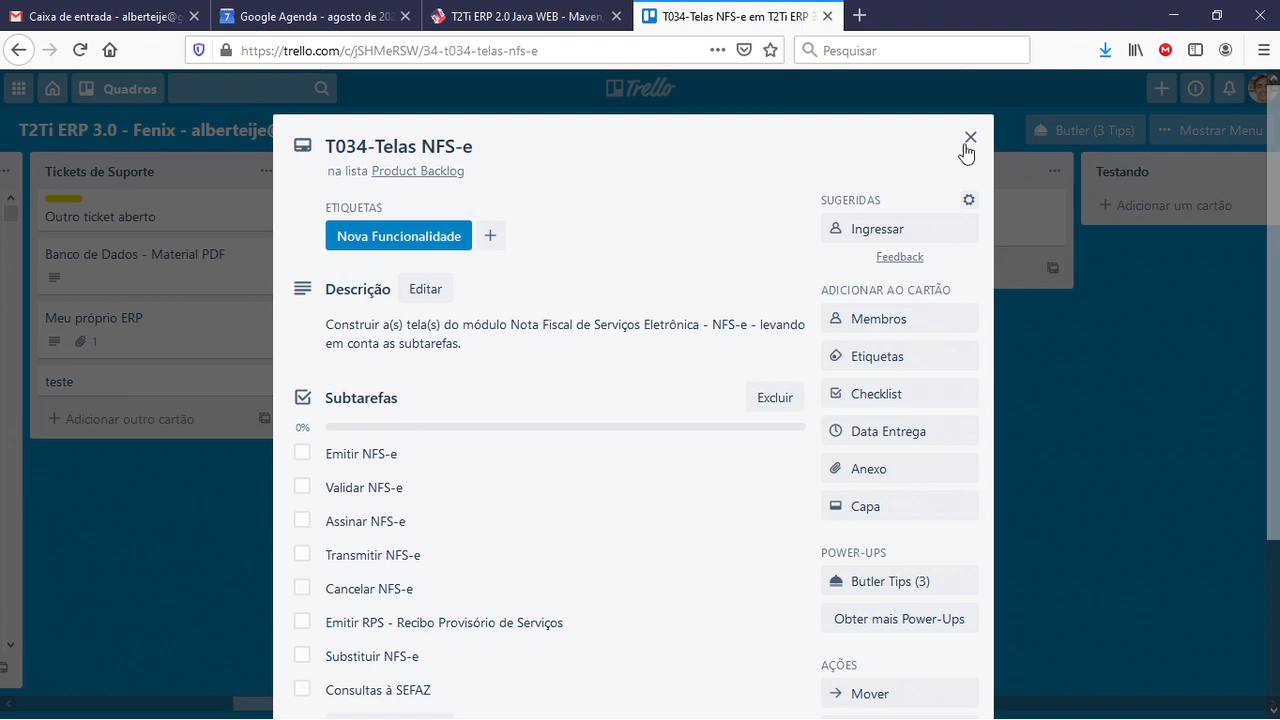 Caixa de entrada - alberteije@g
Google Agenda - agosto de 202
T2Ti ERP 2.0 Java WEB - Maven,
T034-Telas NFS-e em T2Ti ERP 3
https://trello.com/c/jSHMeRSW/34-t034-telas-nfs-e
Pesquisar
Quadros
Trello
T2Ti ERP 3.0 - Fenix - alberteije@
Butler (3 Tips)
Mostrar Menu
Tickets de Suporte
Outro ticket aberto
Banco de Dados - Material PDF
Meu próprio ERP
1
teste
+ Adicionar outro cartão
T034-Telas NFS-e
na lista Product Backlog
ETIQUETAS
Nova Funcionalidade
Descrição
Editar
Construir a(s) tela(s) do módulo Nota Fiscal de Serviços Eletrônica - NFS-e - levando
em conta as subtarefas.
Subtarefas
Excluir
0%
Emitir NFS-e
Validar NFS-e
Assinar NFS-e
Transmitir NFS-e
Cancelar NFS-e
Emitir RPS - Recibo Provisório de Serviços
Substituir NFS-e
Consultas à SEFAZ
SUGERIDAS
Ingressar
Feedback
ADICIONAR AO CARTÃO
Membros
Etiquetas
Checklist
Data Entrega
Anexo
Capa
POWER-UPS
Butler Tips (3)
Obter mais Power-Ups
AÇÕES
Mover
Testando
+ Adicionar um cartão